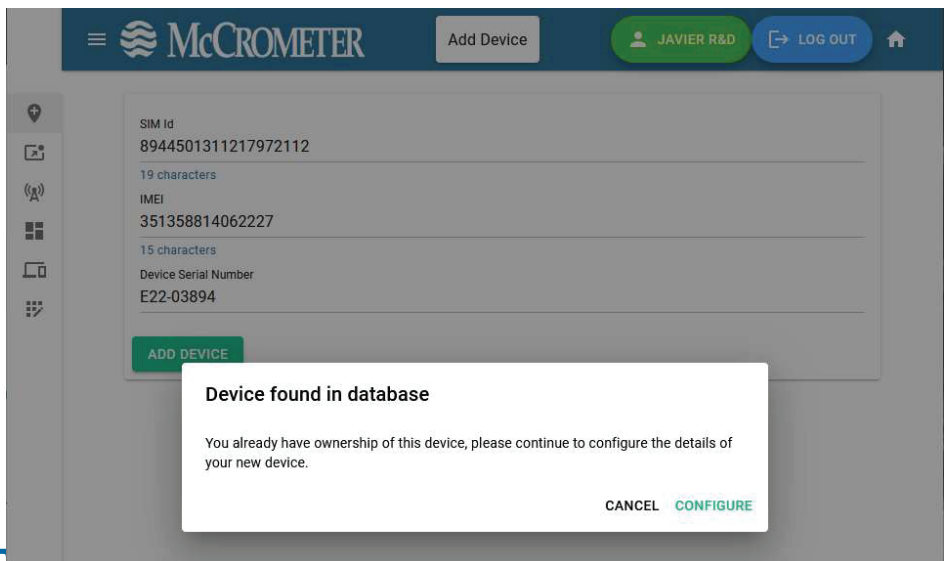 McCROMETER
Add Device
JAVIER R&D
LOG OUT
SIM Id
8944501311217972112
19 characters
IMEI
351358814062227
15 characters
Device Serial Number
E22-03894
ADD DEVICE
Device found in database
You already have ownership of this device, please continue to configure the details of
your new device.
CANCEL
CONFIGURE